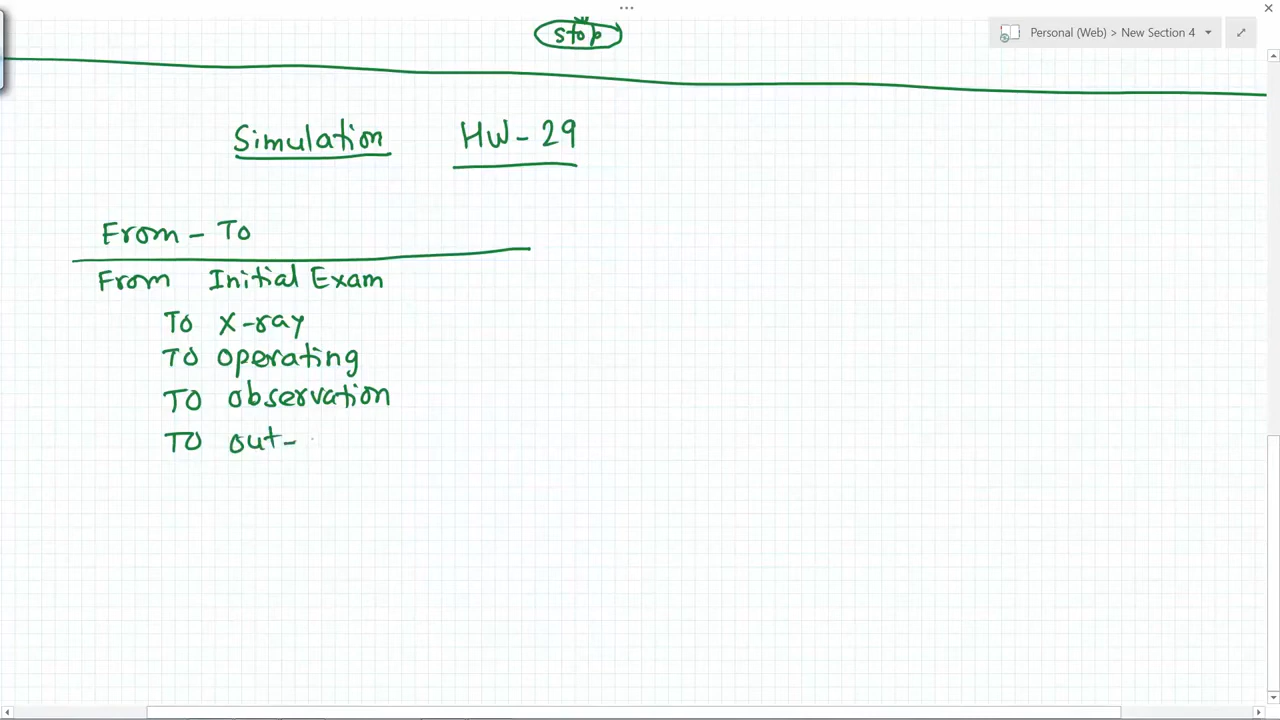 stop
Personal (Web) > New Section 4
Simulation HW-29
From - To
From Initial Exam
To X-ray
To operating
To observation
To out-